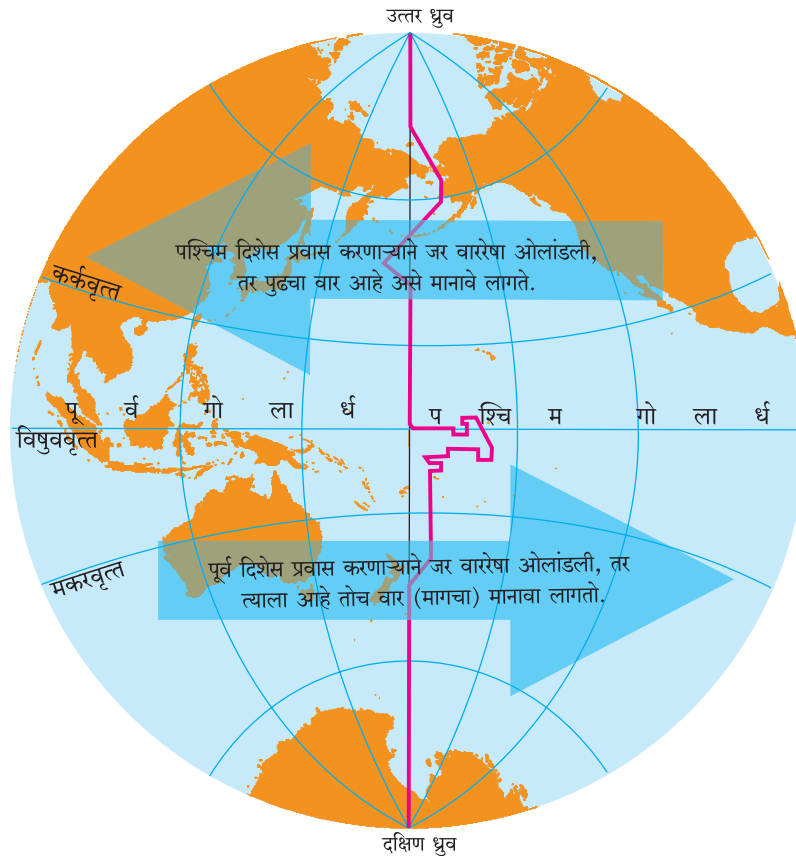 उत्तर ध्रुव
पश्चिम दिशेस प्रवास करणाऱ्याने जर वाररेषा ओलांडली,
तर पुढचा वार आहे असे मानावे लागते.
कर्कवृत्त
पू र्व गो ला र्ध प श्चि म गो ला र्ध
विषुववृत्त
मकरवृत्त
पूर्व दिशेस प्रवास करणाऱ्याने जर वाररेषा ओलांडली, तर
त्याला आहे तोच वार (मागचा) मानावा लागतो.
दक्षिण ध्रुव